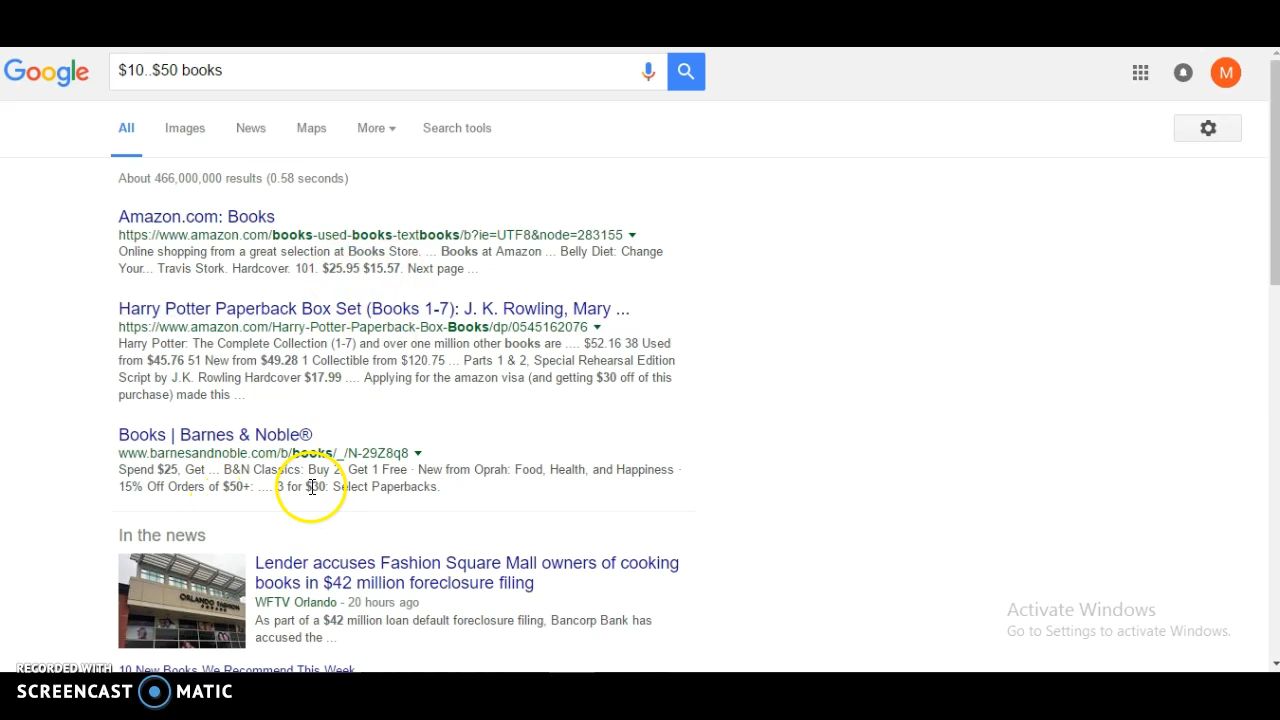 Google
$10..$50 books
M
All Images News Maps More Search tools
About 466,000,000 results (0.58 seconds)
Amazon.com: Books
https://www.amazon.com/books-used-books-textbooks/b?ie=UTF8&node=283155
Online shopping from a great selection at Books Store. ... Books at Amazon ... Belly Diet: Change
Your... Travis Stork. Hardcover. 101. $25.95 $15.57. Next page ...
Harry Potter Paperback Box Set (Books 1-7): J. K. Rowling, Mary ...
https://www.amazon.com/Harry-Potter-Paperback-Box-Books/dp/0545162076
Harry Potter: The Complete Collection (1-7) and over one million other books are .... $52.16 38 Used
from $45.76 51 New from $49.28 1 Collectible from $120.75 ... Parts 1 & 2, Special Rehearsal Edition
Script by J.K. Rowling Hardcover $17.99 .... Applying for the amazon visa (and getting $30 off of this
purchase) made this ...
Books | Barnes & Noble®
www.barnesandnoble.com/b/books/_/N-29Z8q8
Spend $25, Get ... B&N Classics: Buy 2, Get 1 Free · New from Oprah: Food, Health, and Happiness ·
15% Off Orders of $50+: .... 3 for $30: Select Paperbacks.
In the news
ORLANDO FASHION
SQUARE
Lender accuses Fashion Square Mall owners of cooking
books in $42 million foreclosure filing
WFTV Orlando - 20 hours ago
As part of a $42 million loan default foreclosure filing, Bancorp Bank has
accused the ...
10 New Books We Recommend This Week
Activate Windows
Go to Settings to activate Windows.
RECORDED WITH
SCREENCAST MATIC